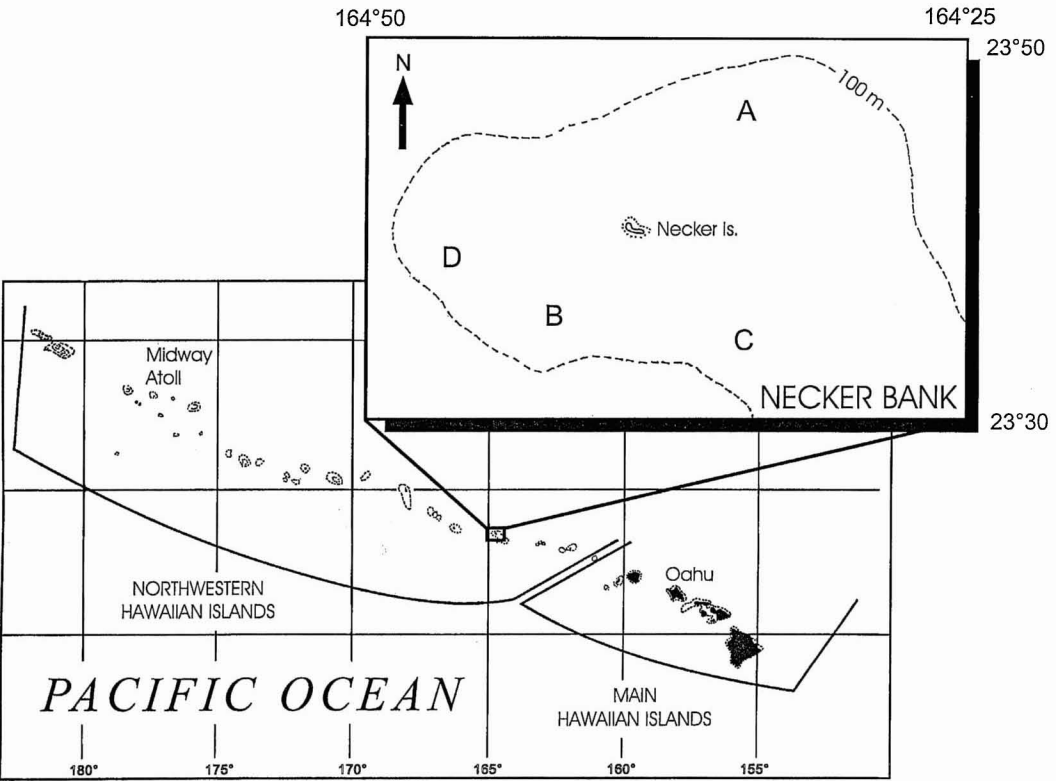 164°50
164°25
23°50
N
100 m
A
Necker Is.
D
B
C
NECKER BANK
23°30
Midway
Atoll
Oahu
NORTHWESTERN
HAWAIIAN ISLANDS
MAIN
HAWAIIAN ISLANDS
PACIFIC OCEAN
180°
175°
170°
165°
160°
155°